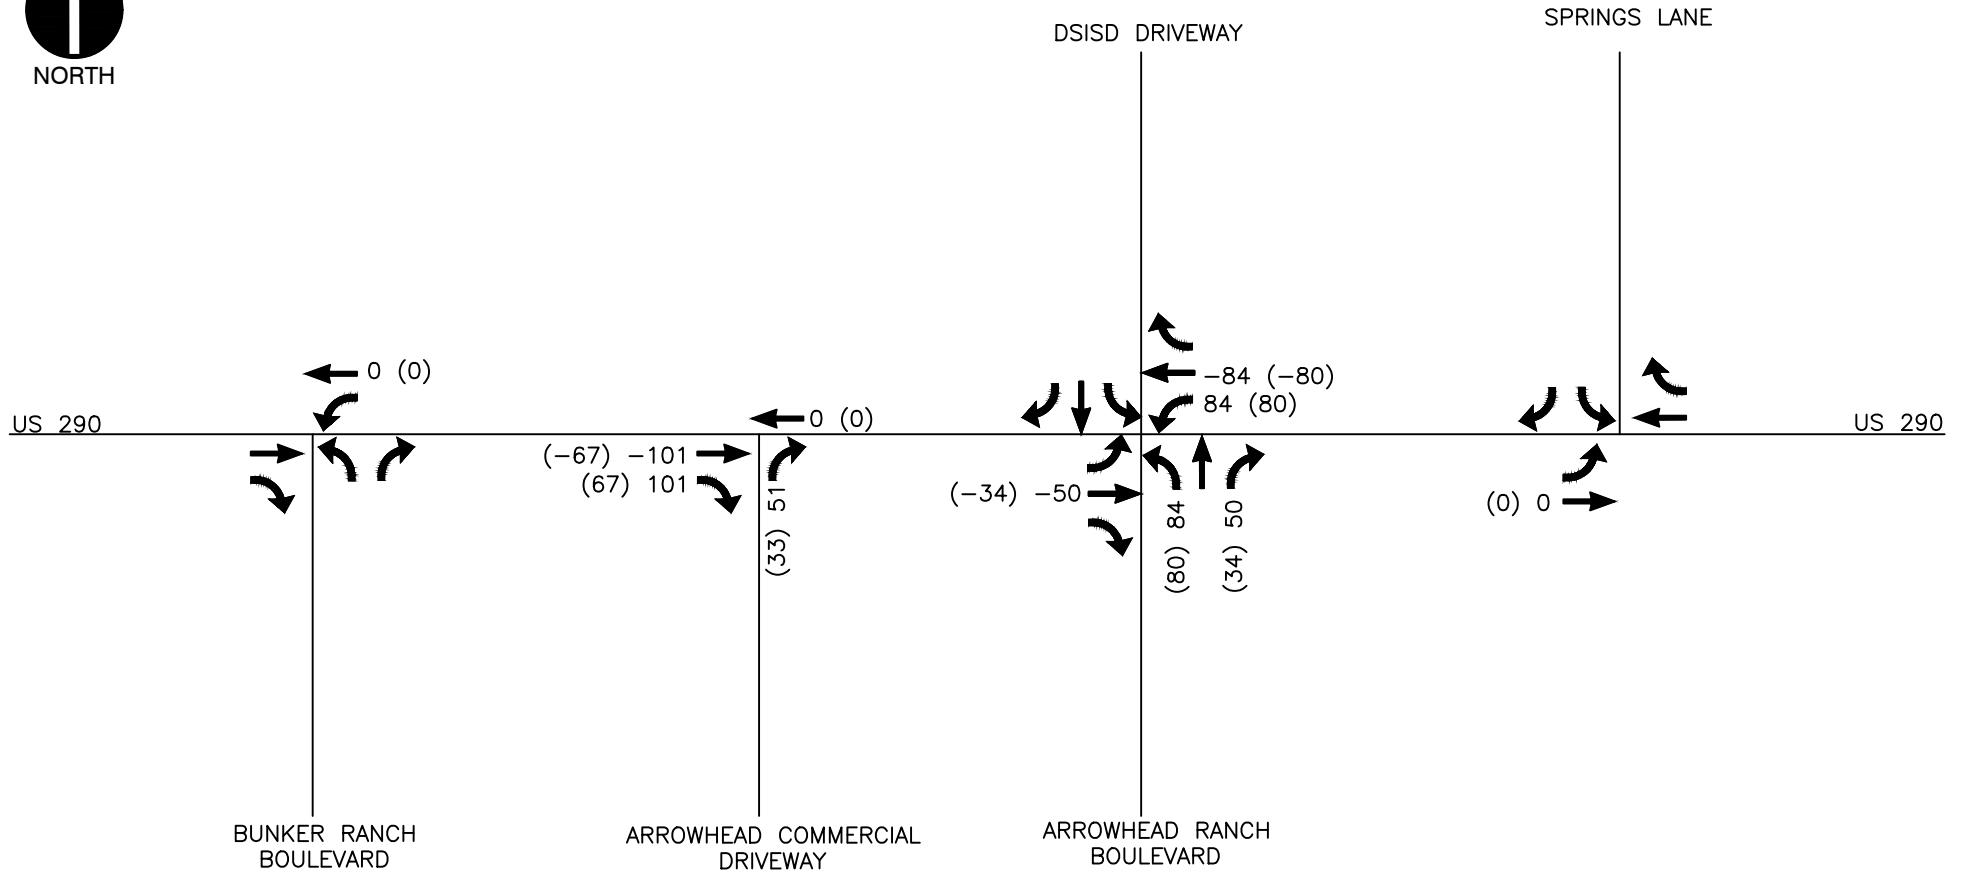 NORTH
DSISD DRIVEWAY
SPRINGS LANE
US 290
US 290
0 (0)
0 (0)
(-67) -101
(67) 101
(33) 51
-84 (-80)
84 (80)
(-34) -50
(80) 84
(34) 50
(0) 0
BUNKER RANCH
BOULEVARD
ARROWHEAD COMMERCIAL
DRIVEWAY
ARROWHEAD RANCH
BOULEVARD